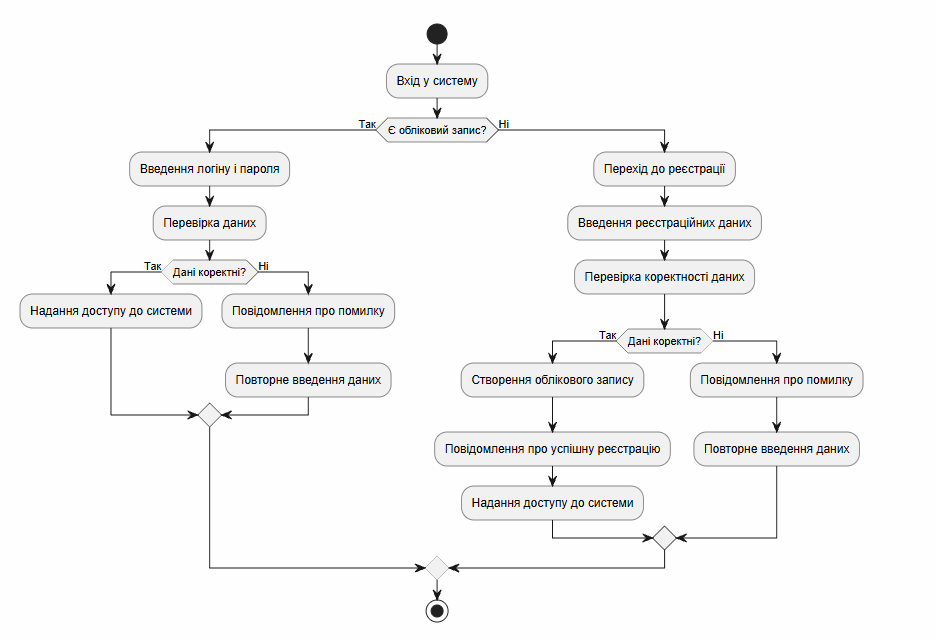 Вхід у систему
Так
Є обліковий запис?
Ні
Введення логіну і пароля
Перевірка даних
Так
Дані коректні?
Ні
Надання доступу до системи
Повідомлення про помилку
Повторне введення даних
Перехід до реєстрації
Введення реєстраційних даних
Перевірка коректності даних
Так
Дані коректні?
Ні
Створення облікового запису
Повідомлення про успішну реєстрацію
Надання доступу до системи
Повідомлення про помилку
Повторне введення даних